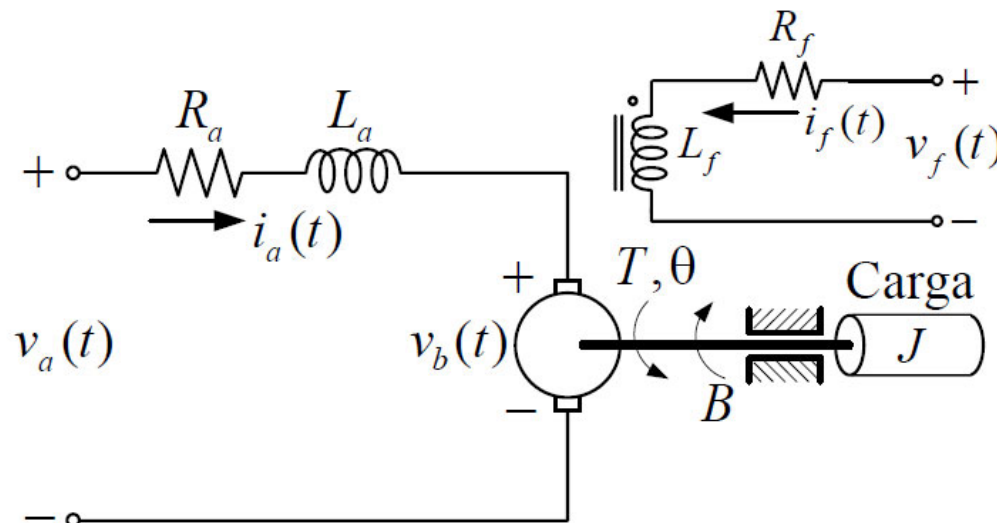 R_f
+
i_f(t)
L_f
v_f(t)
−
R_a
L_a
+
i_a(t)
v_a(t)
−
+
v_b(t)
−
T, θ
B
Carga
J